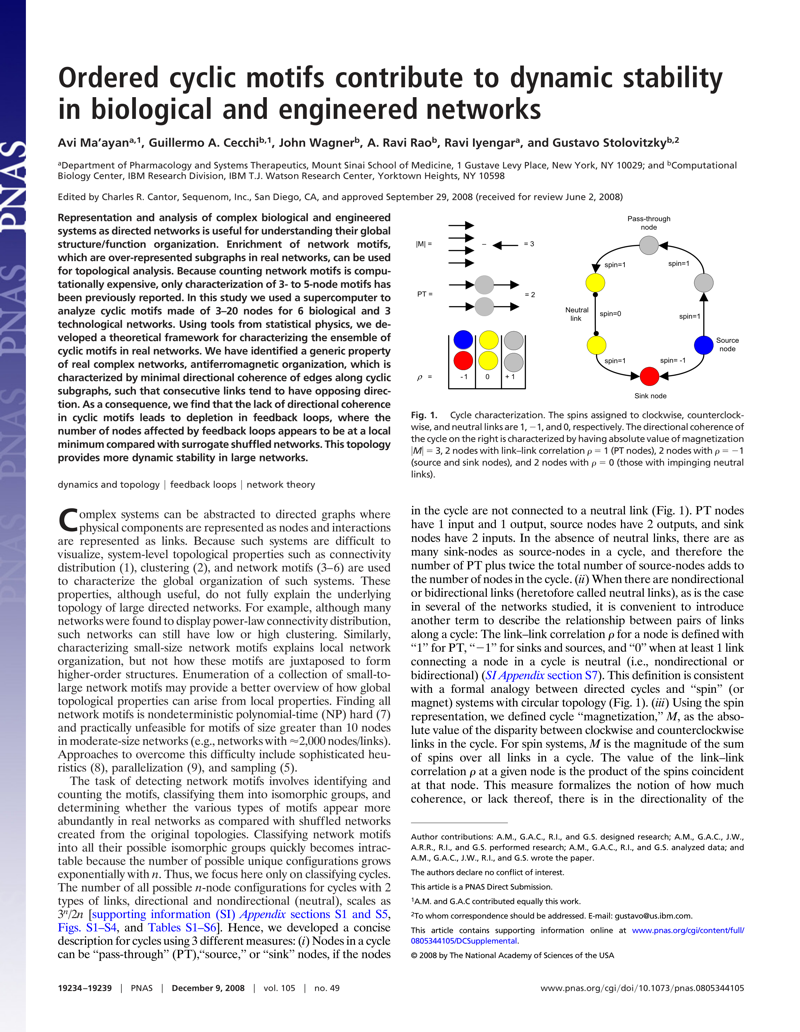 PNAS PNAS PNAS
Ordered cyclic motifs contribute to dynamic stability
in biological and engineered networks
Avi Ma'ayana,1, Guillermo A. Cecchib,1, John Wagnerb, A. Ravi Raob, Ravi Iyengara, and Gustavo Stolovitzkyb,2
aDepartment of Pharmacology and Systems Therapeutics, Mount Sinai School of Medicine, 1 Gustave Levy Place, New York, NY 10029; and bComputational
Biology Center, IBM Research Division, IBM T.J. Watson Research Center, Yorktown Heights, NY 10598
Edited by Charles R. Cantor, Sequenom, Inc., San Diego, CA, and approved September 29, 2008 (received for review June 2, 2008)
Representation and analysis of complex biological and engineered
systems as directed networks is useful for understanding their global
structure/function organization. Enrichment of network motifs,
which are over-represented subgraphs in real networks, can be used
for topological analysis. Because counting network motifs is compu-
tationally expensive, only characterization of 3- to 5-node motifs has
been previously reported. In this study we used a supercomputer to
analyze cyclic motifs made of 3–20 nodes for 6 biological and 3
technological networks. Using tools from statistical physics, we de-
veloped a theoretical framework for characterizing the ensemble of
cyclic motifs in real networks. We have identified a generic property
of real complex networks, antiferromagnetic organization, which is
characterized by minimal directional coherence of edges along cyclic
subgraphs, such that consecutive links tend to have opposing direc-
tion. As a consequence, we find that the lack of directional coherence
in cyclic motifs leads to depletion in feedback loops, where the
number of nodes affected by feedback loops appears to be at a local
minimum compared with surrogate shuffled networks. This topology
provides more dynamic stability in large networks.
dynamics and topology | feedback loops | network theory
Complex systems can be abstracted to directed graphs where
physical components are represented as nodes and interactions
are represented as links. Because such systems are difficult to
visualize, system-level topological properties such as connectivity
distribution (1), clustering (2), and network motifs (3–6) are used
to characterize the global organization of such systems. These
properties, although useful, do not fully explain the underlying
topology of large directed networks. For example, although many
networks were found to display power-law connectivity distribution,
such networks can still have low or high clustering. Similarly,
characterizing small-size network motifs explains local network
organization, but not how these motifs are juxtaposed to form
higher-order structures. Enumeration of a collection of small-to-
large network motifs may provide a better overview of how global
topological properties can arise from local properties. Finding all
network motifs is nondeterministic polynomial-time (NP) hard (7)
and practically unfeasible for motifs of size greater than 10 nodes
in moderate-size networks (e.g., networks with ≈2,000 nodes/links).
Approaches to overcome this difficulty include sophisticated heu-
ristics (8), parallelization (9), and sampling (5).
The task of detecting network motifs involves identifying and
counting the motifs, classifying them into isomorphic groups, and
determining whether the various types of motifs appear more
abundantly in real networks as compared with shuffled networks
created from the original topologies. Classifying network motifs
into all their possible isomorphic groups quickly becomes intrac-
table because the number of possible unique configurations grows
exponentially with n. Thus, we focus here only on classifying cycles.
The number of all possible n-node configurations for cycles with 2
types of links, directional and nondirectional (neutral), scales as
3ⁿ/2n [supporting information (SI) Appendix sections S1 and S5,
Figs. S1–S4, and Tables S1–S6]. Hence, we developed a concise
description for cycles using 3 different measures: (i) Nodes in a cycle
can be "pass-through" (PT),"source," or "sink" nodes, if the nodes
|M| = – = 3
PT = = 2
ρ = -1 0 +1
Pass-through
node
spin=1 spin=1
Neutral
link
spin=0 spin=1
Source
node
spin=1 spin= -1
Sink node
Fig. 1. Cycle characterization. The spins assigned to clockwise, counterclock-
wise, and neutral links are 1, −1, and 0, respectively. The directional coherence of
the cycle on the right is characterized by having absolute value of magnetization
|M| = 3, 2 nodes with link–link correlation ρ = 1 (PT nodes), 2 nodes with ρ = −1
(source and sink nodes), and 2 nodes with ρ = 0 (those with impinging neutral
links).
in the cycle are not connected to a neutral link (Fig. 1). PT nodes
have 1 input and 1 output, source nodes have 2 outputs, and sink
nodes have 2 inputs. In the absence of neutral links, there are as
many sink-nodes as source-nodes in a cycle, and therefore the
number of PT plus twice the total number of source-nodes adds to
the number of nodes in the cycle. (ii) When there are nondirectional
or bidirectional links (heretofore called neutral links), as is the case
in several of the networks studied, it is convenient to introduce
another term to describe the relationship between pairs of links
along a cycle: The link–link correlation ρ for a node is defined with
"1" for PT, "−1" for sinks and sources, and "0" when at least 1 link
connecting a node in a cycle is neutral (i.e., nondirectional or
bidirectional) (SI Appendix section S7). This definition is consistent
with a formal analogy between directed cycles and "spin" (or
magnet) systems with circular topology (Fig. 1). (iii) Using the spin
representation, we defined cycle "magnetization," M, as the abso-
lute value of the disparity between clockwise and counterclockwise
links in the cycle. For spin systems, M is the magnitude of the sum
of spins over all links in a cycle. The value of the link–link
correlation ρ at a given node is the product of the spins coincident
at that node. This measure formalizes the notion of how much
coherence, or lack thereof, there is in the directionality of the
Author contributions: A.M., G.A.C., R.I., and G.S. designed research; A.M., G.A.C., J.W.,
A.R.R., R.I., and G.S. performed research; A.M., G.A.C., R.I., and G.S. analyzed data; and
A.M., G.A.C., J.W., R.I., and G.S. wrote the paper.
The authors declare no conflict of interest.
This article is a PNAS Direct Submission.
1A.M. and G.A.C contributed equally this work.
2To whom correspondence should be addressed. E-mail: gustavo@us.ibm.com.
This article contains supporting information online at www.pnas.org/cgi/content/full/
0805344105/DCSupplemental.
© 2008 by The National Academy of Sciences of the USA
19234–19239 | PNAS | December 9, 2008 | vol. 105 | no. 49
www.pnas.org/cgi/doi/10.1073/pnas.0805344105